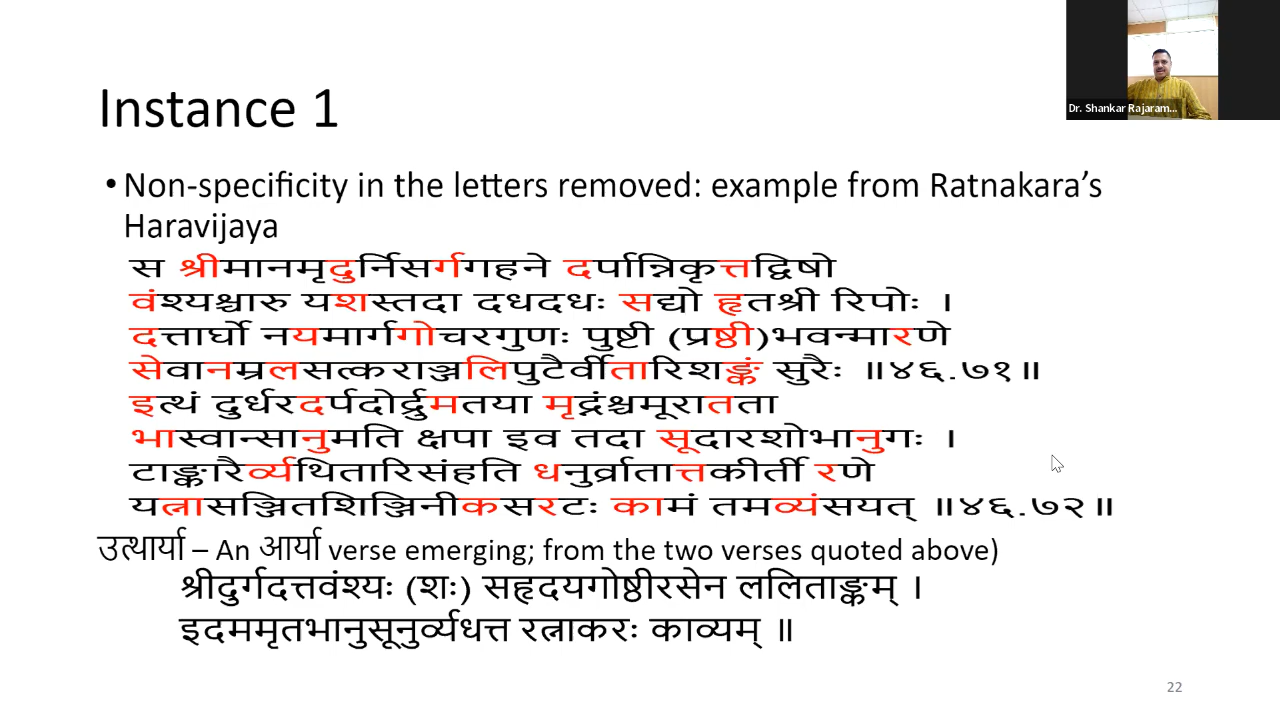 Dr. Shankar Rajaram...
Instance 1
• Non-specificity in the letters removed: example from Ratnakara’s
Haravijaya
स श्रीमानमृदुर्निसर्गगहने दर्पान्निकृत्तद्विषो
वंश्यश्चारु यशस्तदा दधदधः सद्यो हृतश्री रिपोः ।
दत्तार्घो नयमार्गगोचरगुणः पुष्टी (प्रष्ठी)भवन्मारणे
सेवानम्रलसत्कराञ्जलिपुटैर्वीतारिशङ्कं सुरैः ॥४६.७१॥
इत्थं दुर्धरदर्पदोर्द्रुमतया मृद्नंश्चमूरातता
भास्वान्सानुमति क्षपा इव तदा सूदारशोभानुगः ।
टाङ्कारैर्व्यथितारिसंहति धनुर्व्रातात्तकीर्ती रणे
यत्नासञ्जितशिञ्जिनीकसरटः कामं तमव्यंसयत् ॥४६.७२॥
उत्थार्या – An आर्या verse emerging; from the two verses quoted above)
श्रीदुर्गदत्तवंश्यः (शः) सहृदयगोष्ठीरसेन ललिताङ्कम् ।
इदममृतभानुसूनुर्व्यधत्त रत्नाकरः काव्यम् ॥
22